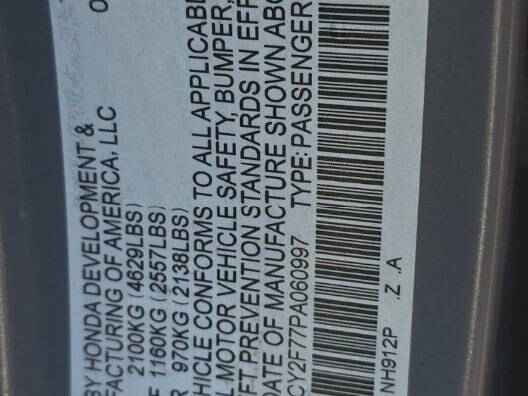 BY HONDA DEVELOPMENT &
FACTURING OF AMERICA, LLC
2100KG (4629LBS)
F 1160KG (2557LBS)
R 970KG (2138LBS)
HICLE CONFORMS TO ALL APPLICABL
L MOTOR VEHICLE SAFETY, BUMPER,
EFT PREVENTION STANDARDS IN EFF
DATE OF MANUFACTURE SHOWN ABO
CY2F77PA060997 TYPE: PASSENGER
NH912P .Z .A